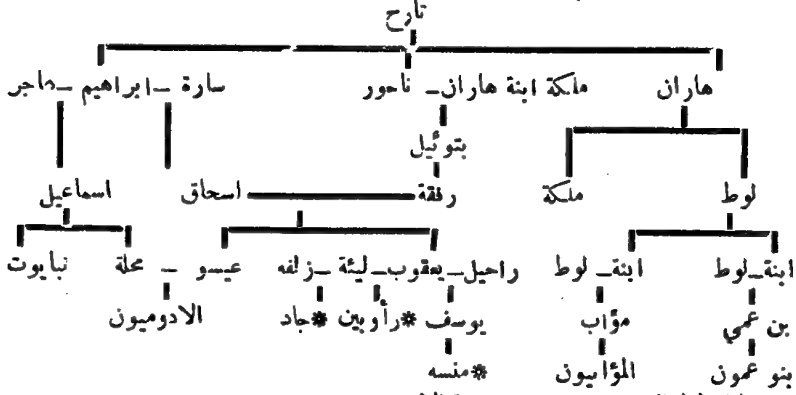 تارح
هاران ملكة ابنة هاران – ناحور سارة – ابراهيم – هاجر
بتوئيل
لوط ملكة رفقة اسحاق اسماعيل
ابنة – لوط ابنة – لوط راحيل – يعقوب – ليئة – زلفه عيسو – محلة نبايوت
بن عمي مؤاب يوسف *رأوبين *جاد الادوميون
بنو عمون المؤابيون *منسه